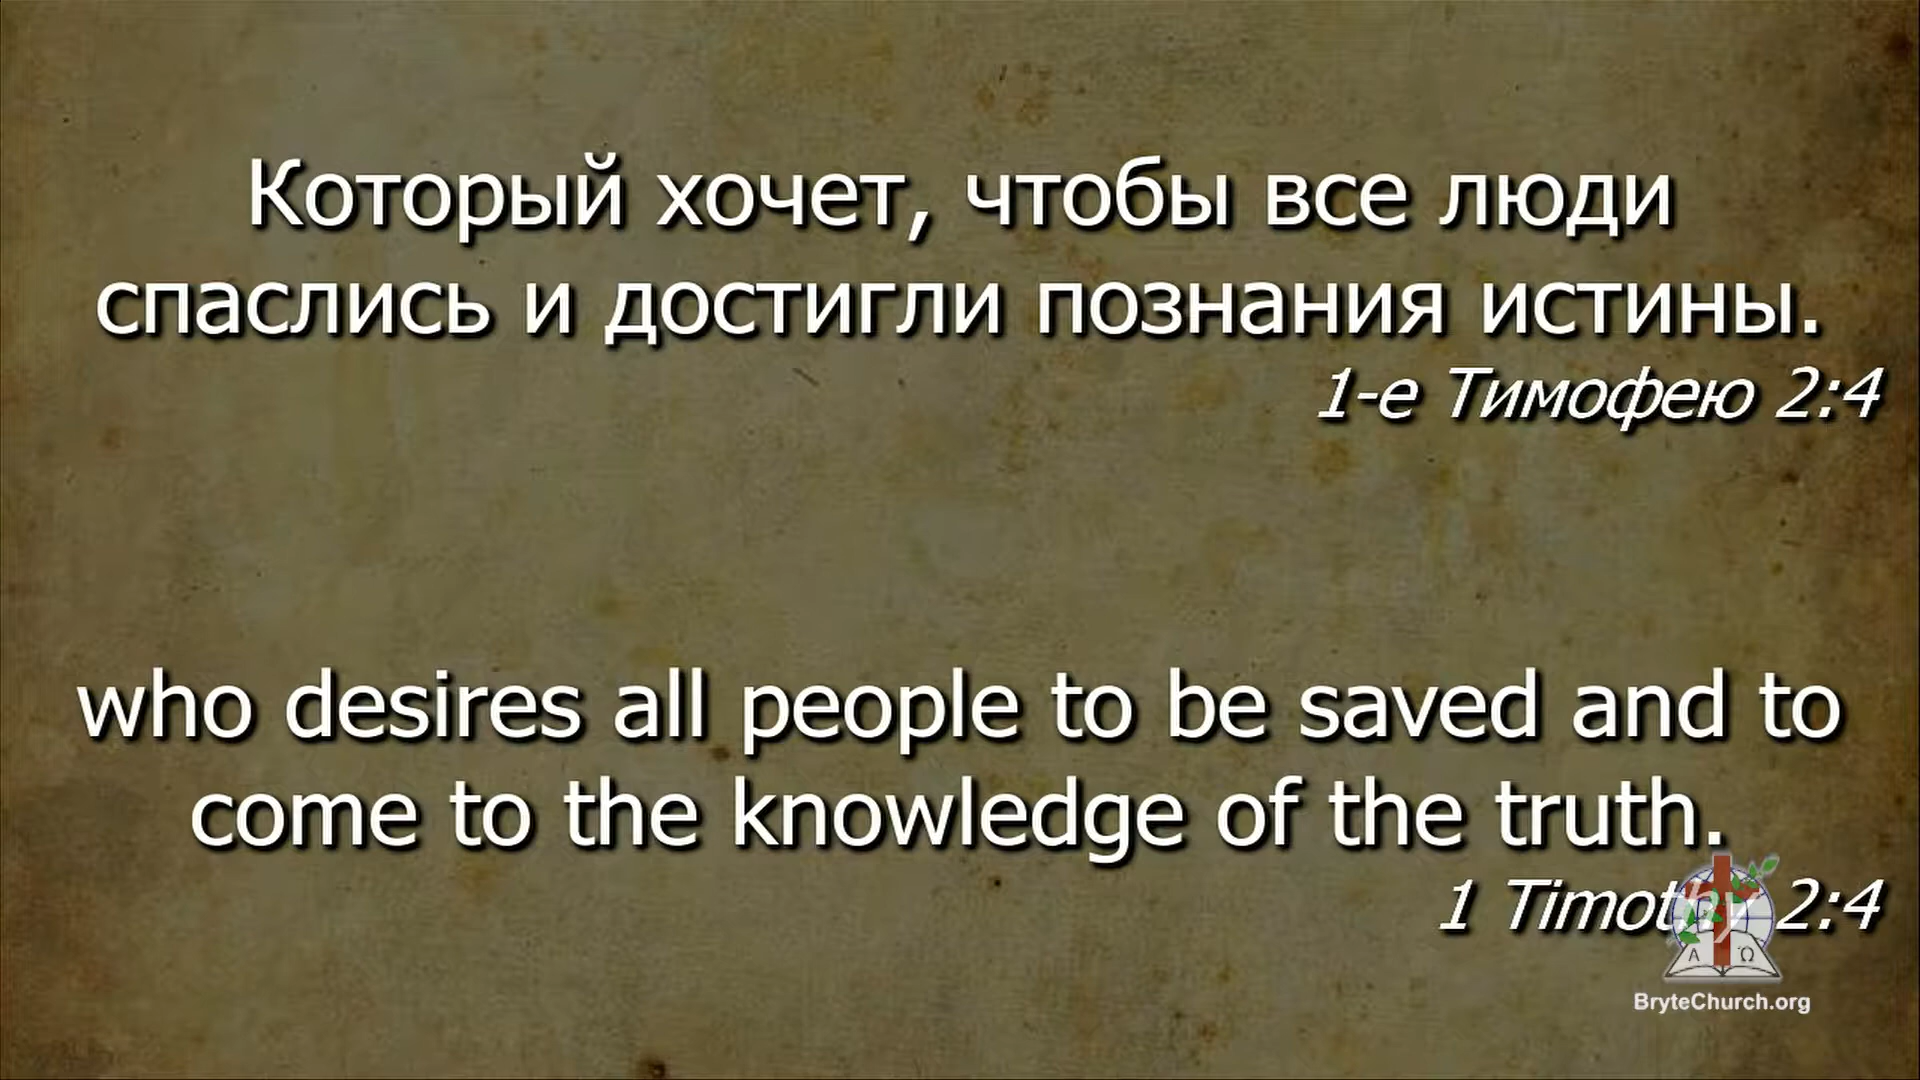 Который хочет, чтобы все люди
спаслись и достигли познания истины.
1-е Тимофею 2:4
who desires all people to be saved and to
come to the knowledge of the truth.
1 Timothy 2:4
Α Ω
BryteChurch.org